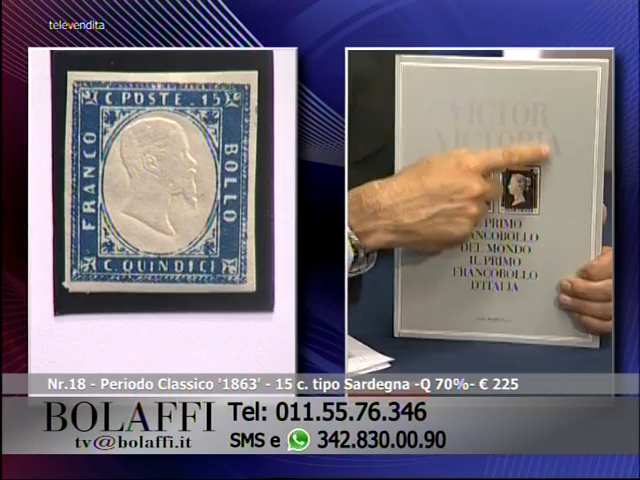 televendita
C POSTE. 15
FRANCO
BOLLO
C. QUINDICI
VICTOR
VICTORIA
PRIMO
FRANCOBOLLO
DEL MONDO
IL PRIMO
FRANCOBOLLO
D'ITALIA
Nr.18 - Periodo Classico '1863' - 15 c. tipo Sardegna -Q 70%- € 225
BOLAFFI
tv@bolaffi.it
Tel: 011.55.76.346
SMS e 342.830.00.90